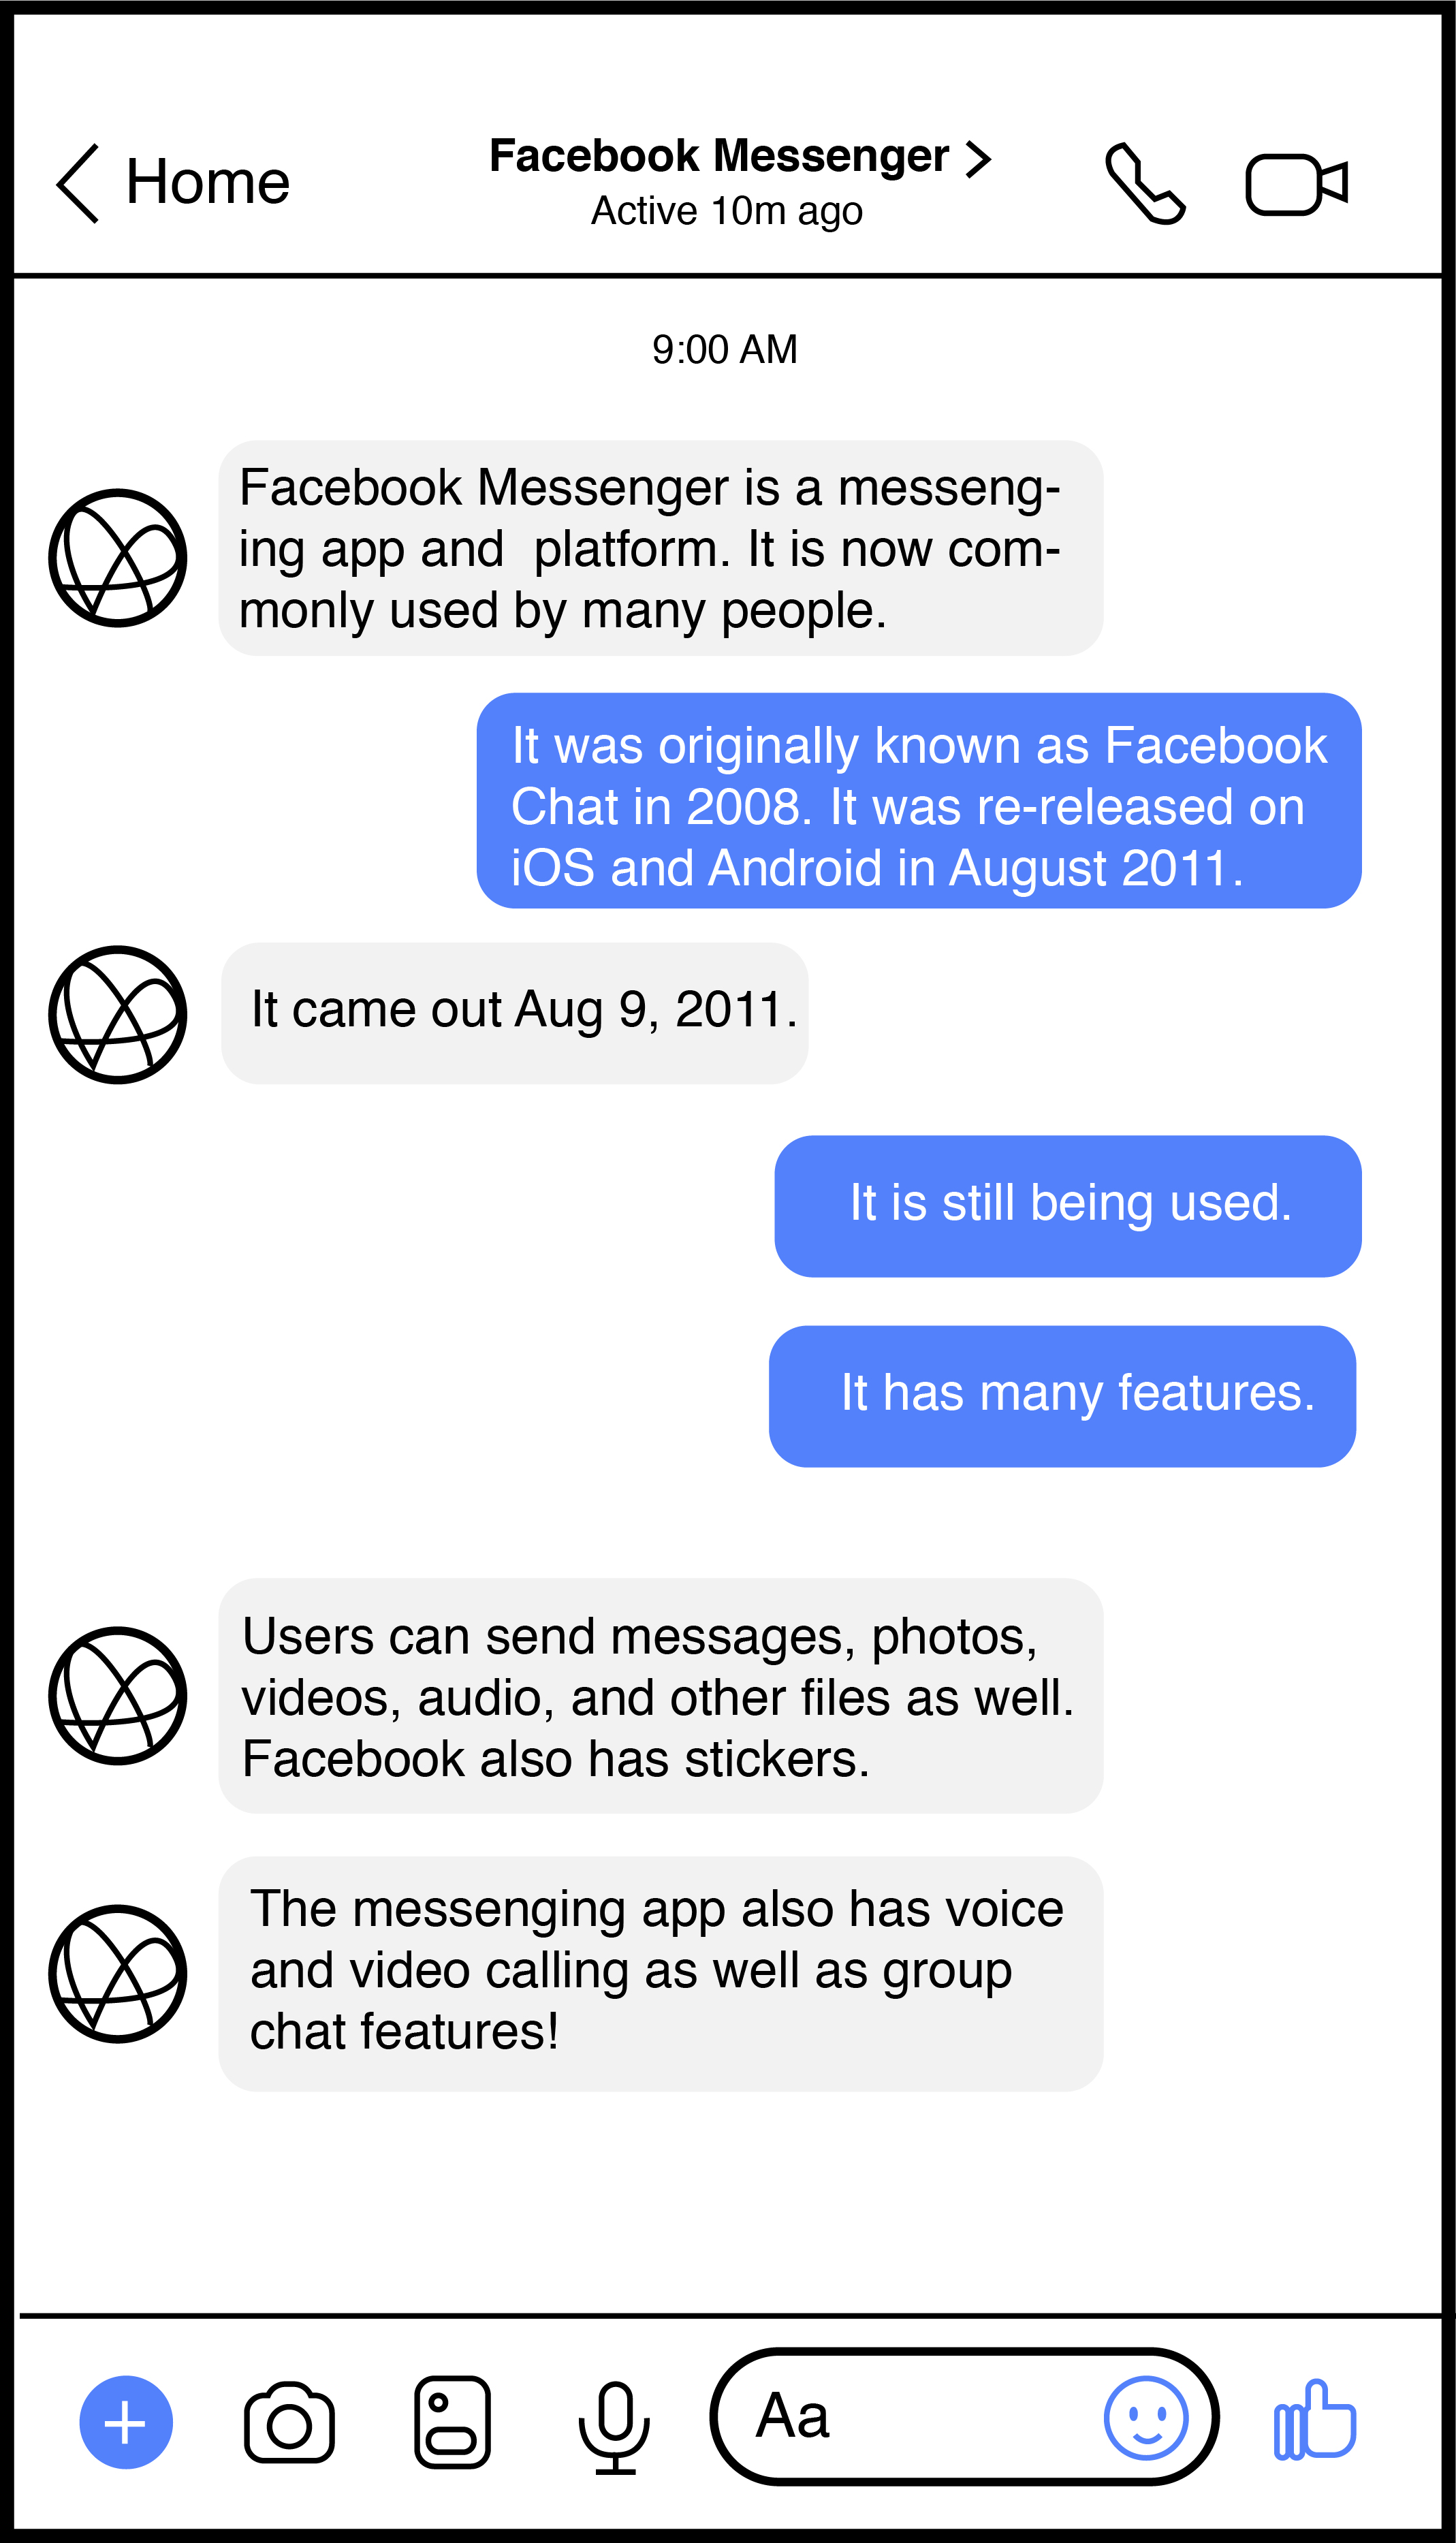 Home
Facebook Messenger
Active 10m ago
9:00 AM
Facebook Messenger is a messeng-
ing app and  platform. It is now com-
monly used by many people.
It was originally known as Facebook
Chat in 2008. It was re-released on
iOS and Android in August 2011.
It came out Aug 9, 2011.
It is still being used.
It has many features.
Users can send messages, photos,
videos, audio, and other files as well.
Facebook also has stickers.
The messenging app also has voice
and video calling as well as group
chat features!
Aa